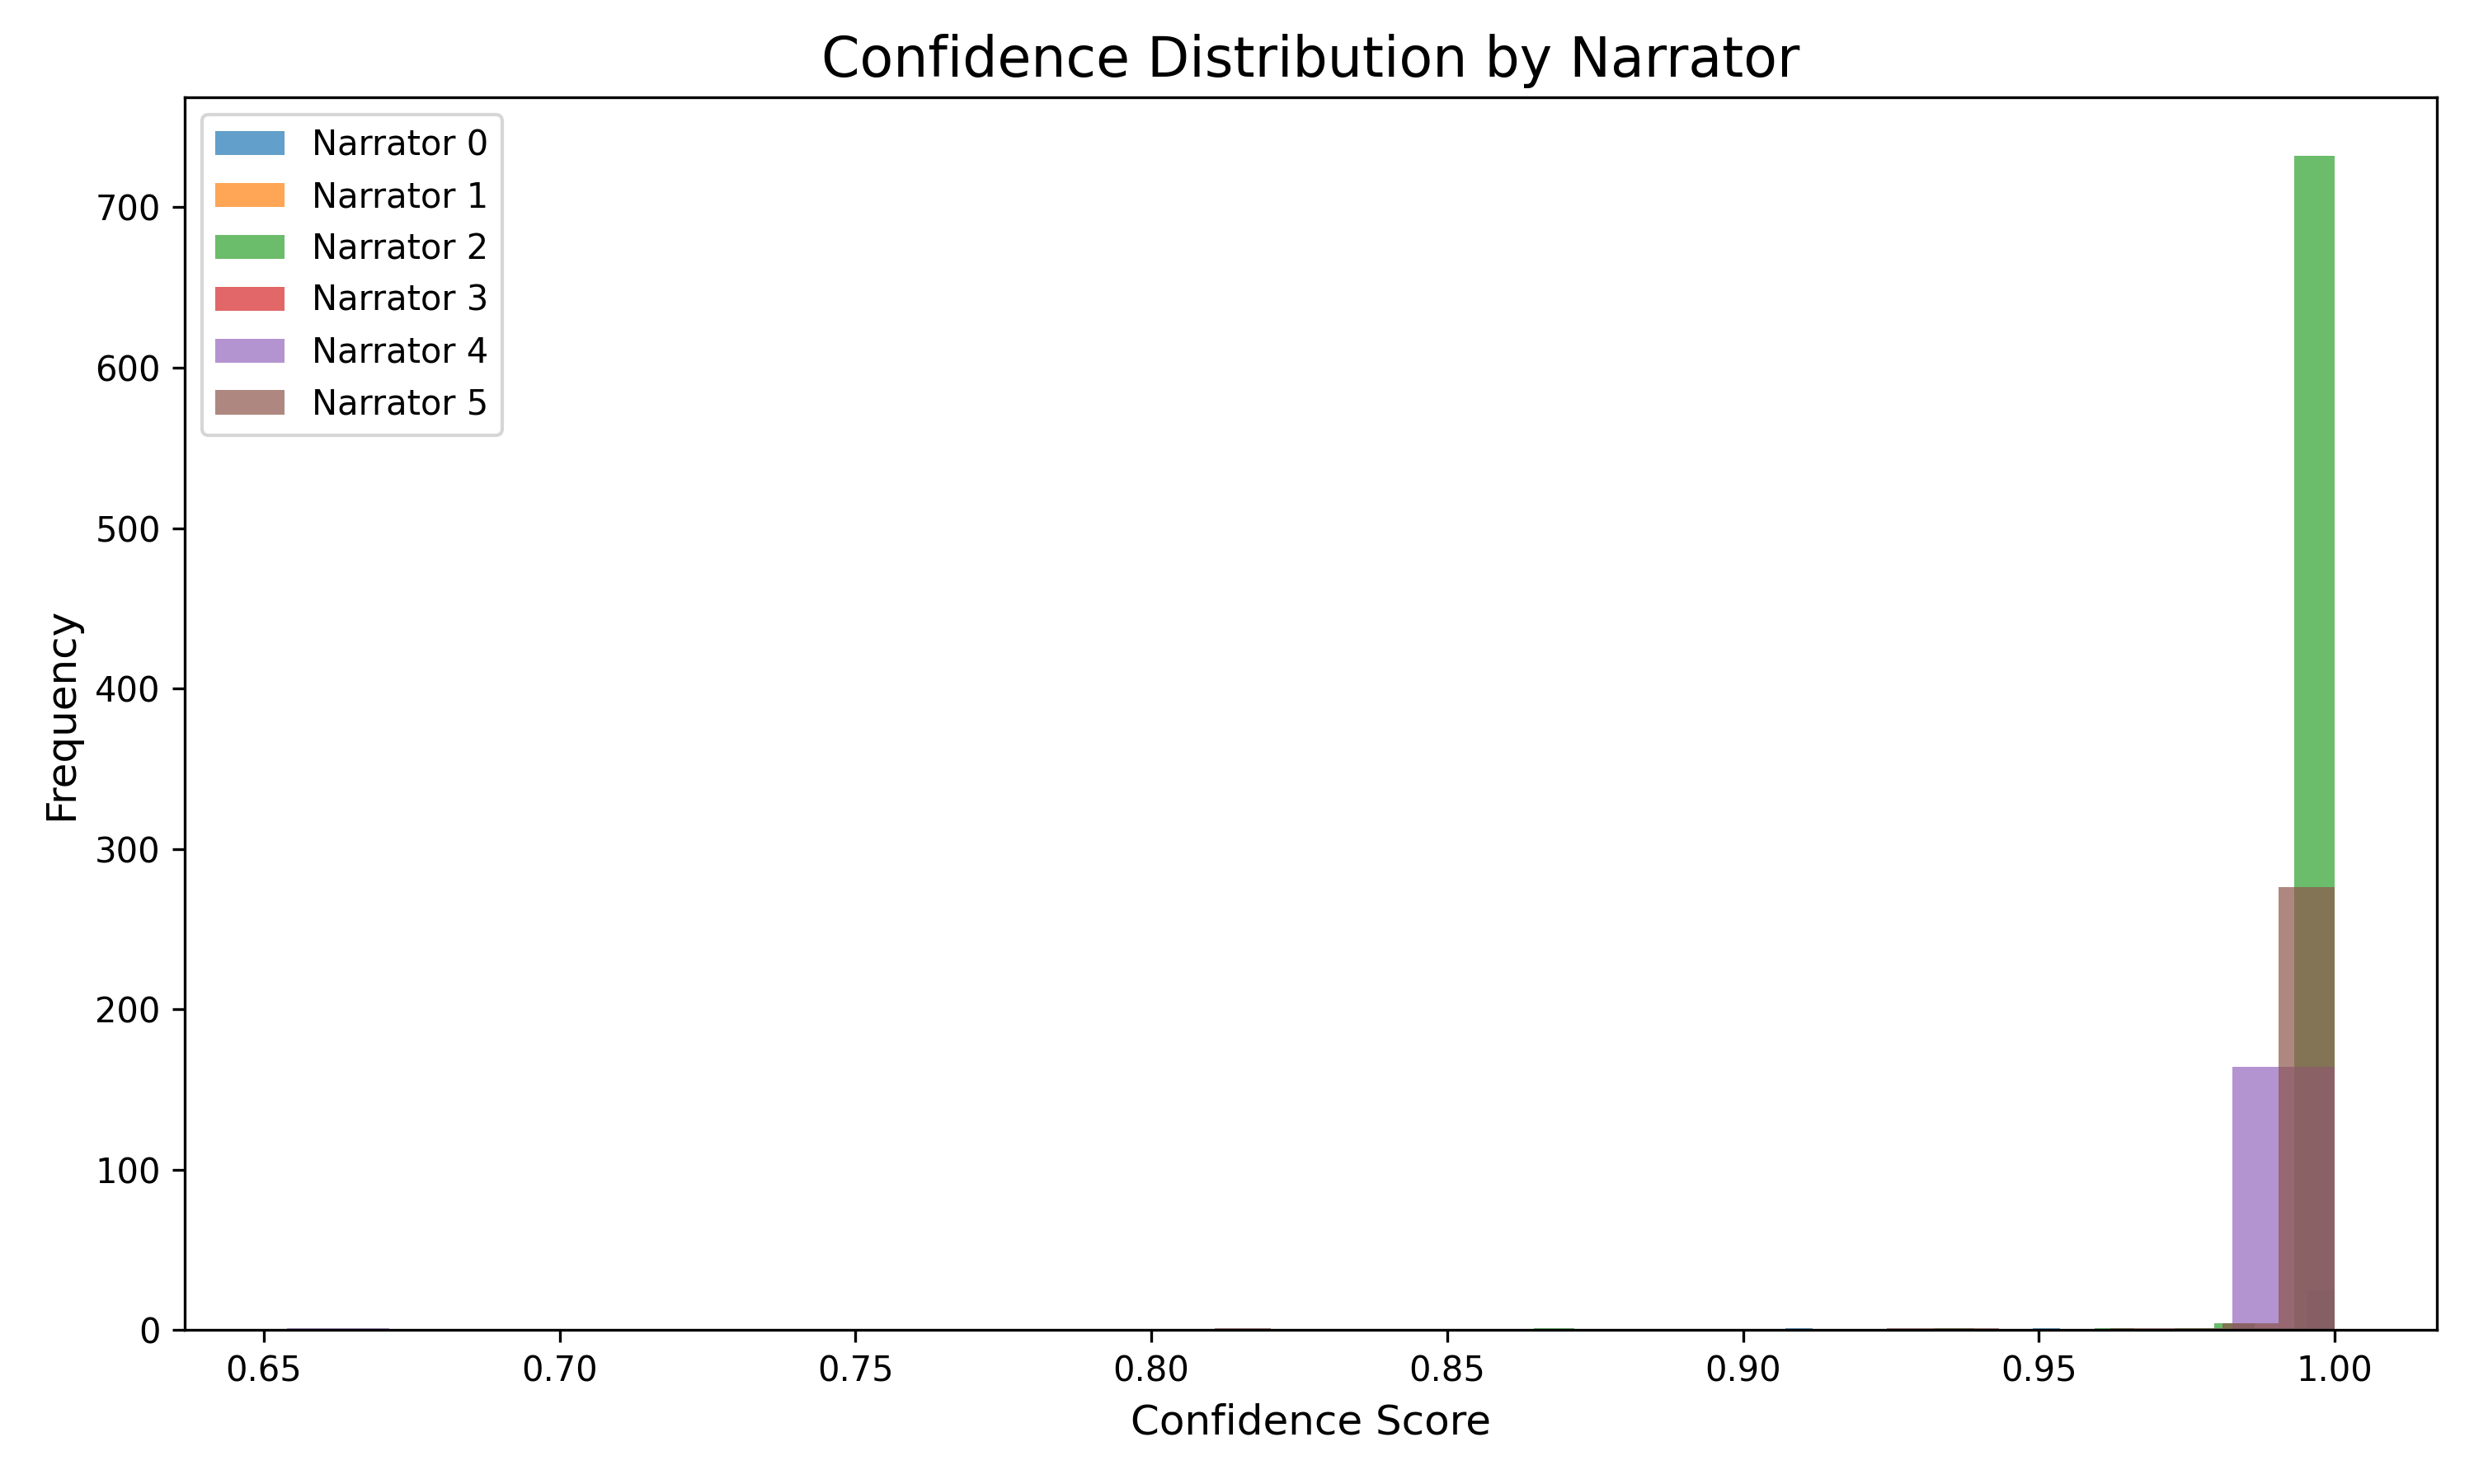 Confidence Distribution by Narrator
Narrator 0
Narrator 1
Narrator 2
Narrator 3
Narrator 4
Narrator 5
700
600
500
400
300
200
100
0
Frequency
0.65 0.70 0.75 0.80 0.85 0.90 0.95 1.00
Confidence Score